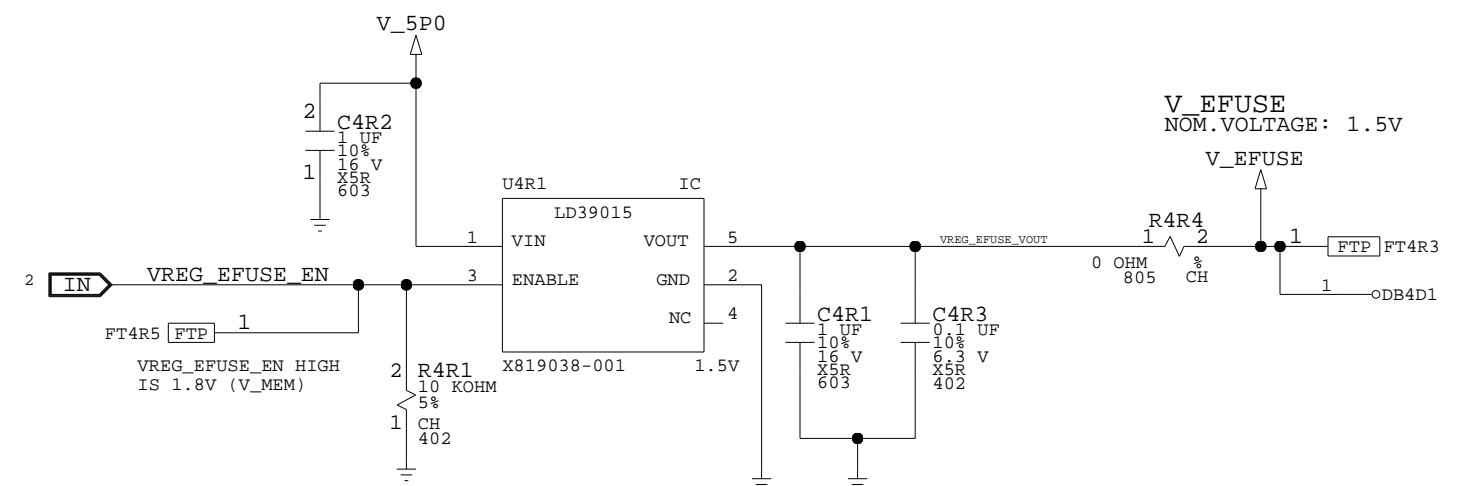 V_5P0
2
C4R2
1 UF
10%
16 V
X5R
603
1
V_EFUSE
NOM.VOLTAGE: 1.5V
V_EFUSE
U4R1 IC
LD39015
1 VIN VOUT 5
3 ENABLE GND 2
NC 4
X819038-001 1.5V
2 IN VREG_EFUSE_EN
FT4R5 FTP 1
VREG_EFUSE_EN HIGH
IS 1.8V (V_MEM)
2 R4R1
10 KOHM
5%
1 CH
402
C4R1
1 UF
10%
16 V
X5R
603
C4R3
0.1 UF
10%
6.3 V
X5R
402
VREG_EFUSE_VOUT
R4R4
1 2
0 OHM %
805 CH
1 FTP FT4R3
1 DB4D1